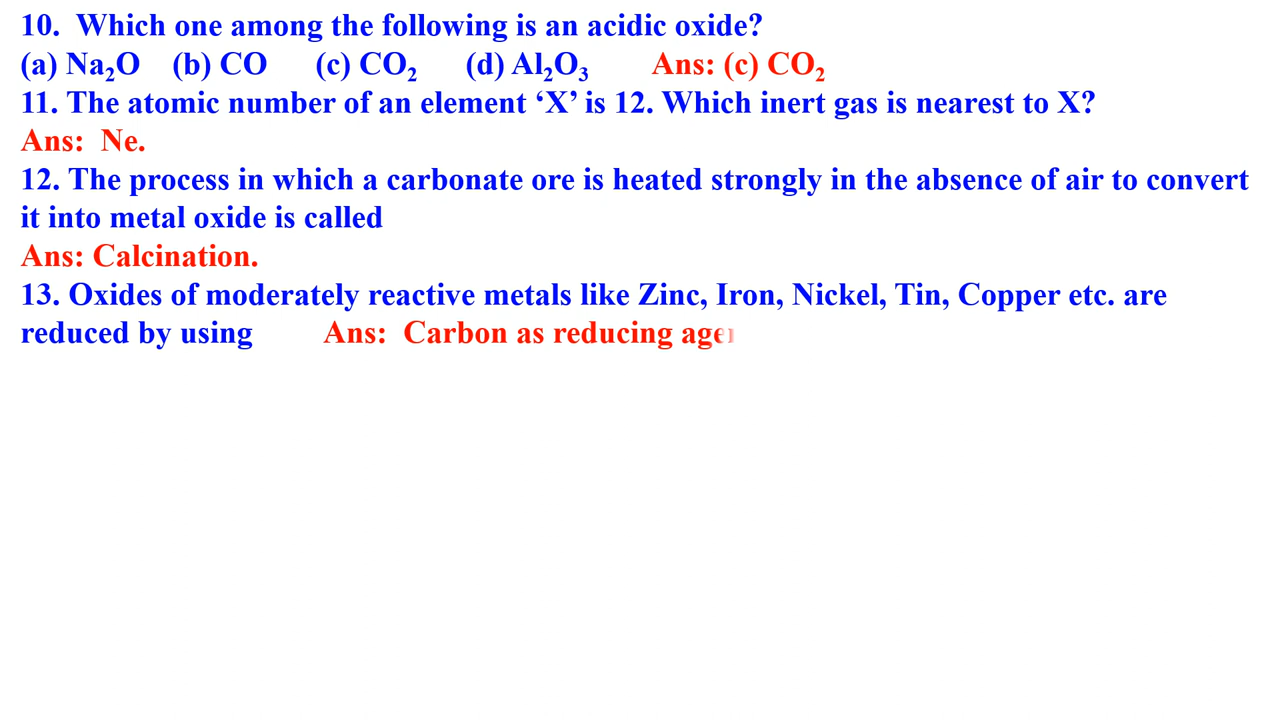 10. Which one among the following is an acidic oxide?
(a) Na₂O (b) CO (c) CO₂ (d) Al₂O₃ Ans: (c) CO₂
11. The atomic number of an element ‘X’ is 12. Which inert gas is nearest to X?
Ans: Ne.
12. The process in which a carbonate ore is heated strongly in the absence of air to convert
it into metal oxide is called
Ans: Calcination.
13. Oxides of moderately reactive metals like Zinc, Iron, Nickel, Tin, Copper etc. are
reduced by using Ans: Carbon as reducing